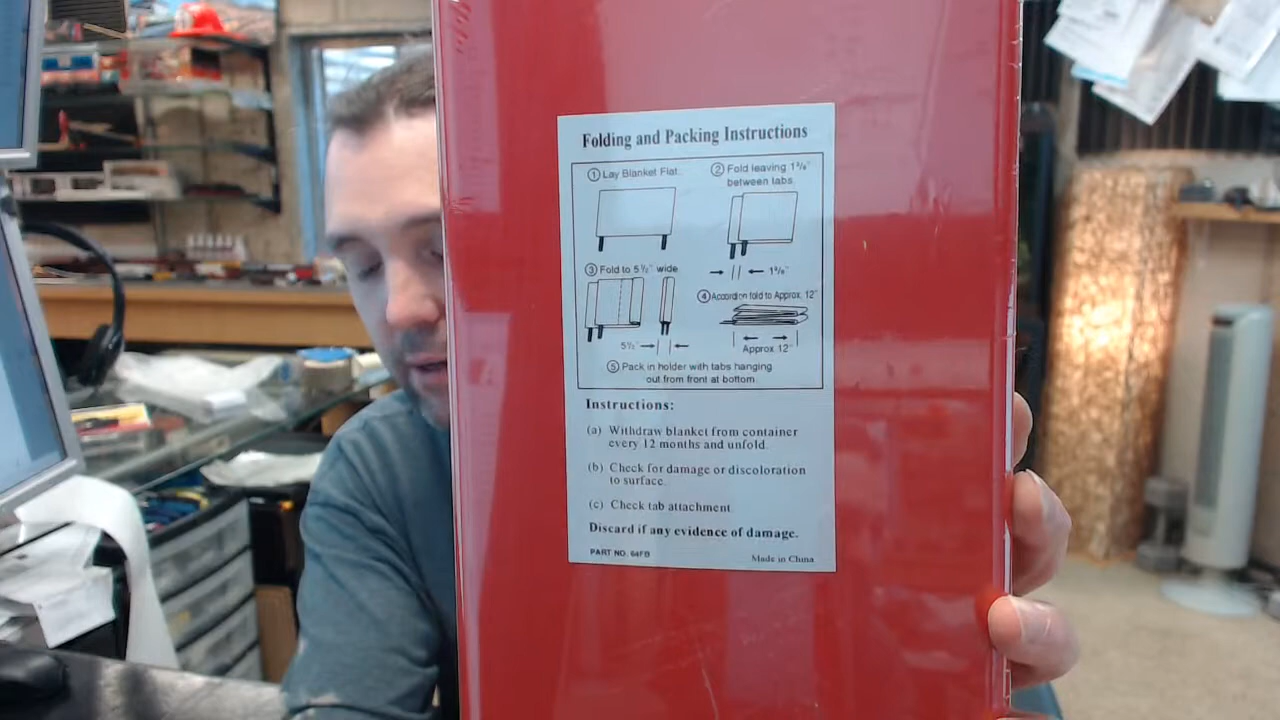 Folding and Packing Instructions
① Lay Blanket Flat.
② Fold leaving 1⅜"
between tabs
③ Fold to 5½" wide
1⅜"
④ Accordion fold to Approx. 12"
5½"
Approx. 12"
⑤ Pack in holder with tabs hanging
out from front at bottom
Instructions:
(a) Withdraw blanket from container
every 12 months and unfold.
(b) Check for damage or discoloration
to surface.
(c) Check tab attachment
Discard if any evidence of damage.
PART NO. 64FB
Made in China